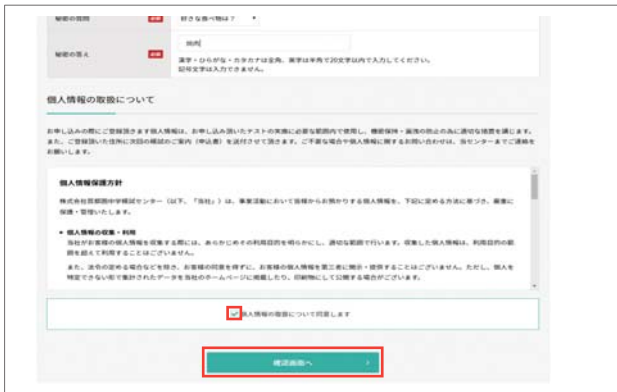 秘密の質問 必須 好きな食べ物は？
秘密の答え 必須 焼肉
漢字・ひらがな・カタカナは全角、英字は半角で20文字以内で入力してください。
記号文字は入力できません。
個人情報の取扱について
お申し込みの際にご登録頂きます個人情報は、お申し込み頂いたテストの実施に必要な範囲内で使用し、機密保持・漏洩の防止の為に適切な措置を講じます。
また、ご登録頂いた住所に次回の模試のご案内（申込書）を送付させて頂きます。ご不要な場合や個人情報に関するお問い合わせは、当センターまでご連絡を
お願いします。
個人情報保護方針
株式会社首都圏中学模試センター（以下、「当社」）は、事業活動において皆様からお預かりする個人情報を、下記に定める方法に基づき、厳重に
保護・管理いたします。
• 個人情報の収集・利用
当社がお客様の個人情報を収集する際には、あらかじめその利用目的を明らかにし、適切な範囲で行います。収集した個人情報は、利用目的の範
囲を超えて利用することはございません。
また、法令の定める場合などを除き、お客様の同意を得ずに、お客様の個人情報を第三者に開示・提供することはございません。ただし、個人を
特定できない形で集計されたデータを当社のホームページに掲載したり、印刷物にして公開する場合がございます。
個人情報の取扱について同意します
確認画面へ